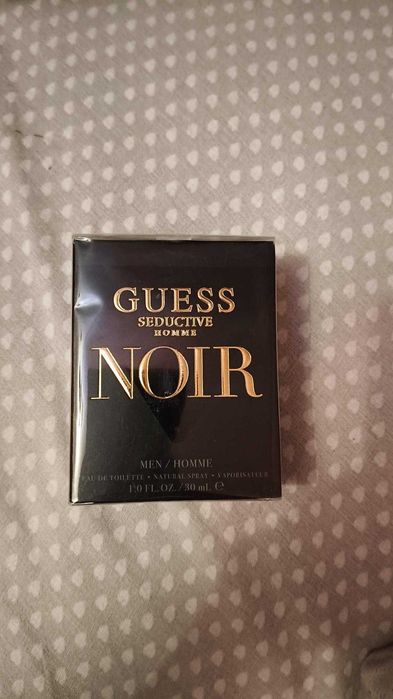 GUESS
SEDUCTIVE
HOMME
NOIR
MEN / HOMME
EAU DE TOILETTE • NATURAL SPRAY • VAPORISATEUR
1.0 FL. OZ. / 30 mL ℮